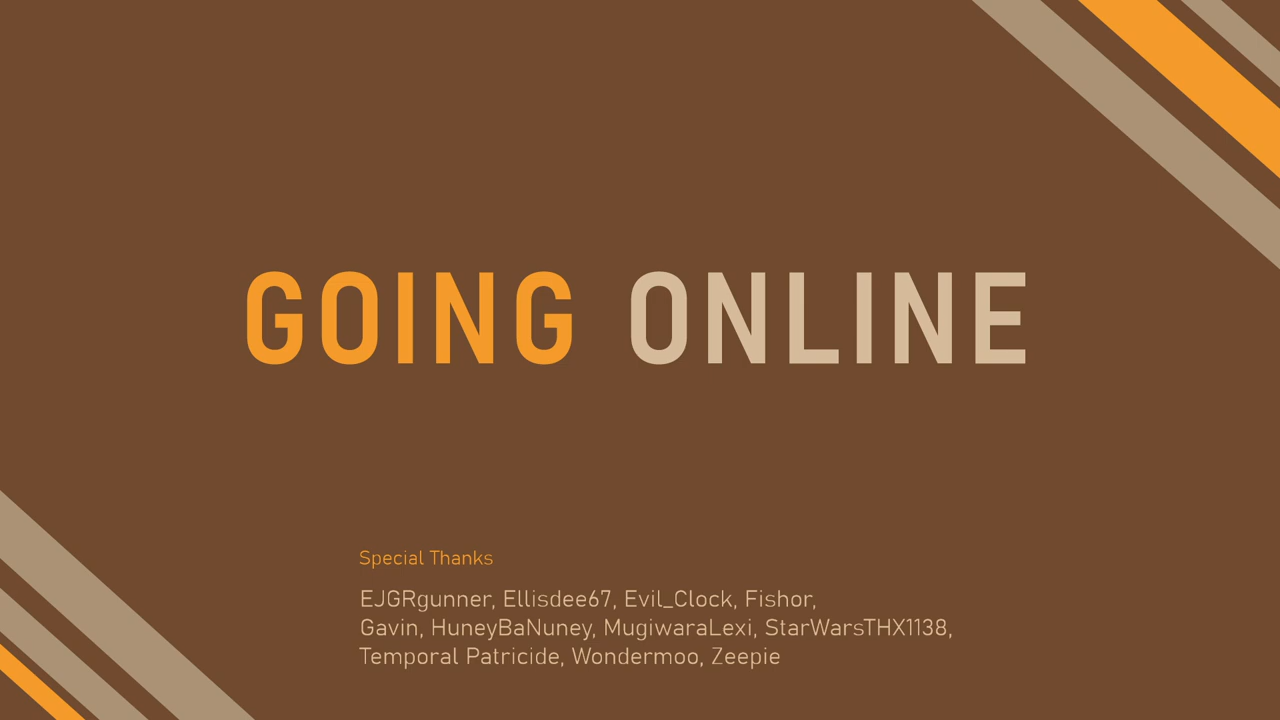 GOING ONLINE
Special Thanks
EJGRgunner, Ellisdee67, Evil_Clock, Fishor,
Gavin, HuneyBaNuney, MugiwaraLexi, StarWarsTHX1138,
Temporal Patricide, Wondermoo, Zeepie